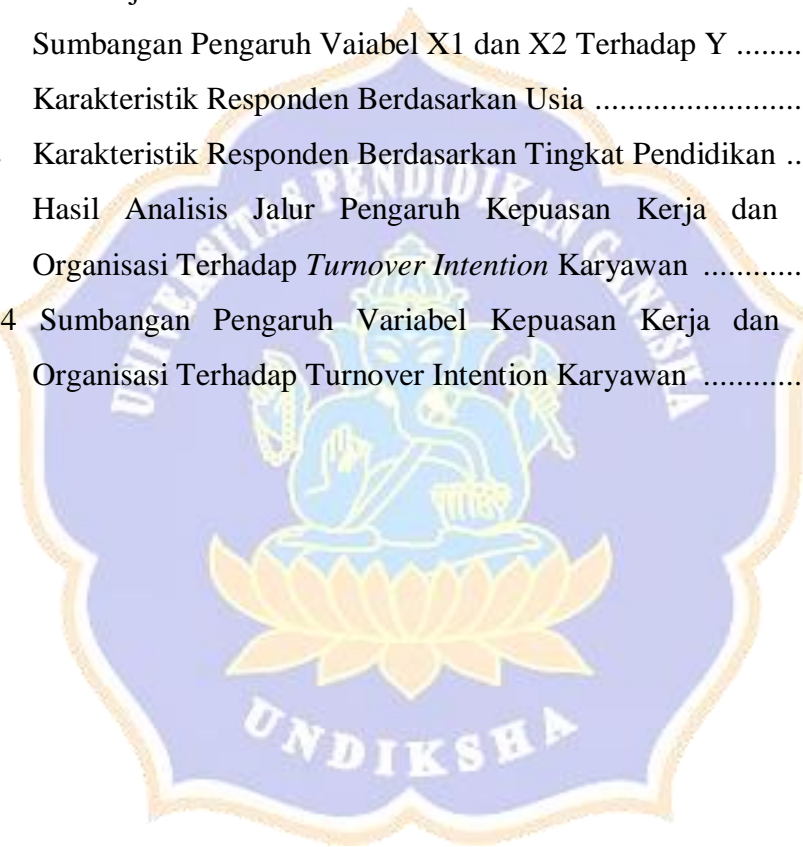 Sumbangan Pengaruh Vaiabel X1 dan X2 Terhadap Y ........
Karakteristik Responden Berdasarkan Usia .........................
Karakteristik Responden Berdasarkan Tingkat Pendidikan ..
Hasil Analisis Jalur Pengaruh Kepuasan Kerja dan
Organisasi Terhadap Turnover Intention Karyawan ............
4 Sumbangan Pengaruh Variabel Kepuasan Kerja dan
Organisasi Terhadap Turnover Intention Karyawan ............
UNIVERSITAS PENDIDIKAN GANESHA
UNDIKSHA